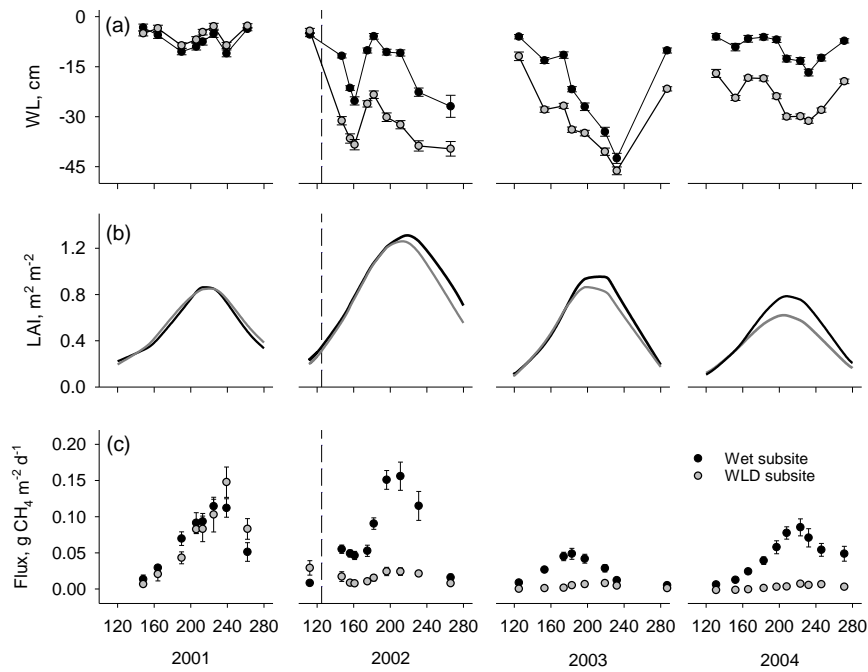 (a)
0
-15
-30
-45
WL, cm
(b)
1.2
0.8
0.4
0.0
LAI, m² m⁻²
(c)
0.20
0.15
0.10
0.05
0.00
Flux, g CH₄ m⁻² d⁻¹
Wet subsite
WLD subsite
120 160 200 240 280 120 160 200 240 280 120 160 200 240 280 120 160 200 240 280
2001 2002 2003 2004